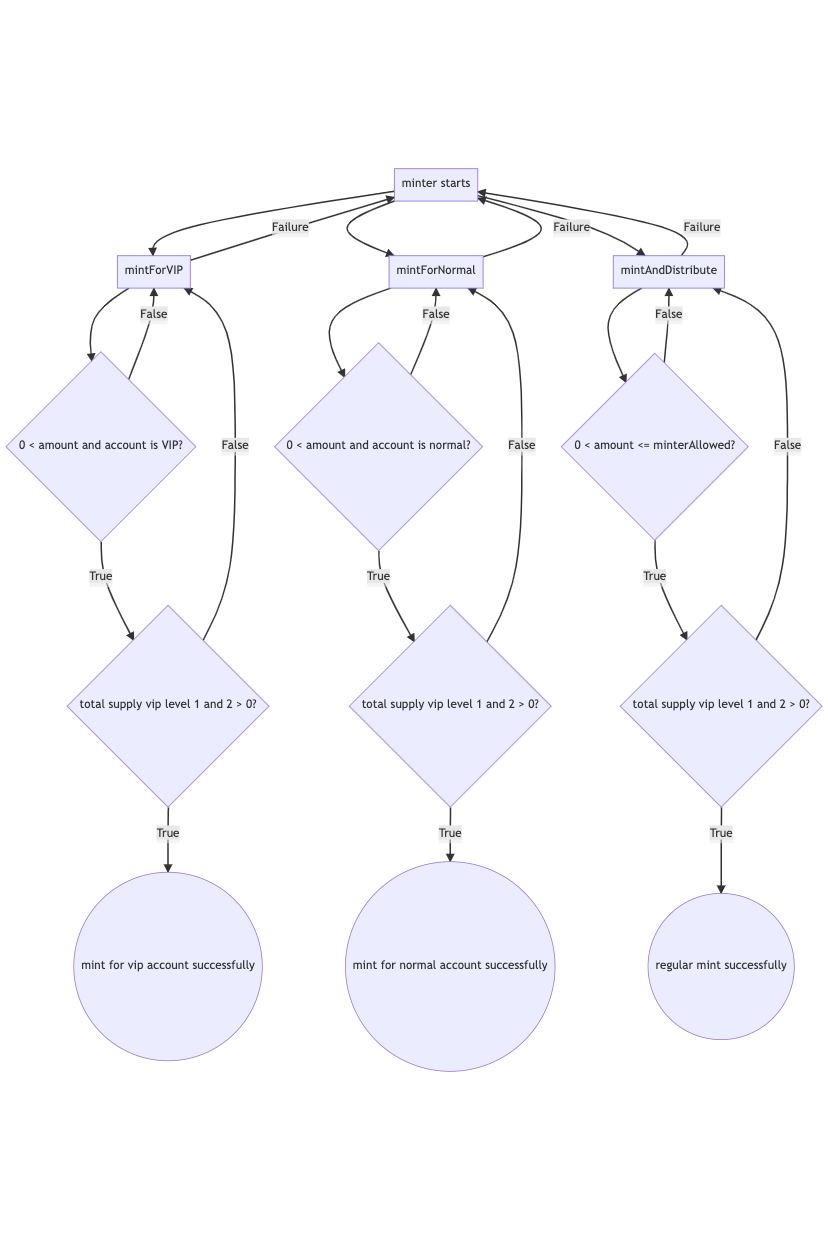 minter starts
Failure
Failure
Failure
mintForVIP
mintForNormal
mintAndDistribute
False
False
False
0 < amount and account is VIP?
False
0 < amount and account is normal?
False
0 < amount <= minterAllowed?
False
True
True
True
total supply vip level 1 and 2 > 0?
total supply vip level 1 and 2 > 0?
total supply vip level 1 and 2 > 0?
True
True
True
mint for vip account successfully
mint for normal account successfully
regular mint successfully